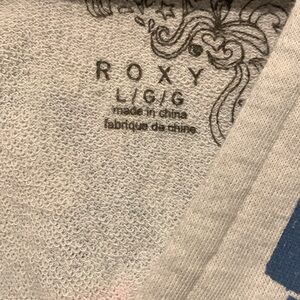 ROXY
L/G/G
made in china
fabrique de chine